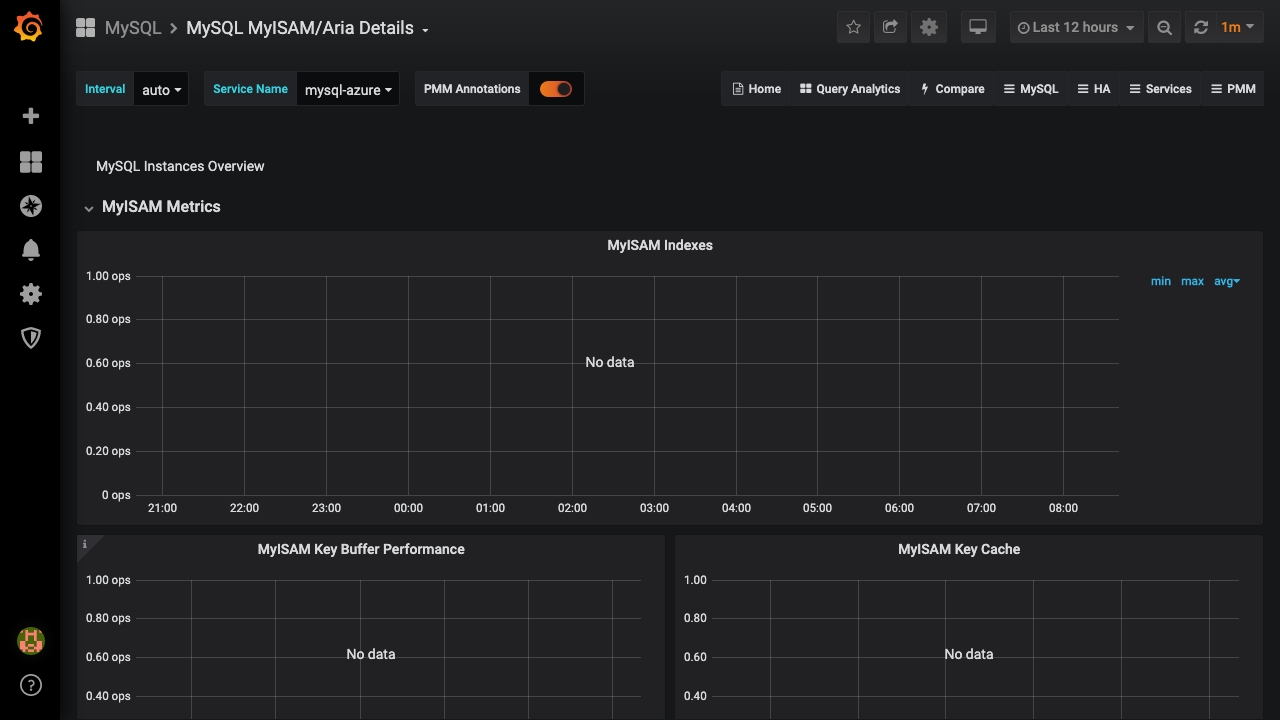 MySQL > MySQL MyISAM/Aria Details
Last 12 hours
1m
Interval auto Service Name mysql-azure PMM Annotations
Home Query Analytics Compare MySQL HA Services PMM
MySQL Instances Overview
MyISAM Metrics
MyISAM Indexes
min max avg
1.00 ops
0.80 ops
0.60 ops
0.40 ops
0.20 ops
0 ops
No data
21:00 22:00 23:00 00:00 01:00 02:00 03:00 04:00 05:00 06:00 07:00 08:00
i
MyISAM Key Buffer Performance
1.00 ops
0.80 ops
0.60 ops
0.40 ops
No data
MyISAM Key Cache
1.00
0.80
0.60
0.40
No data
?